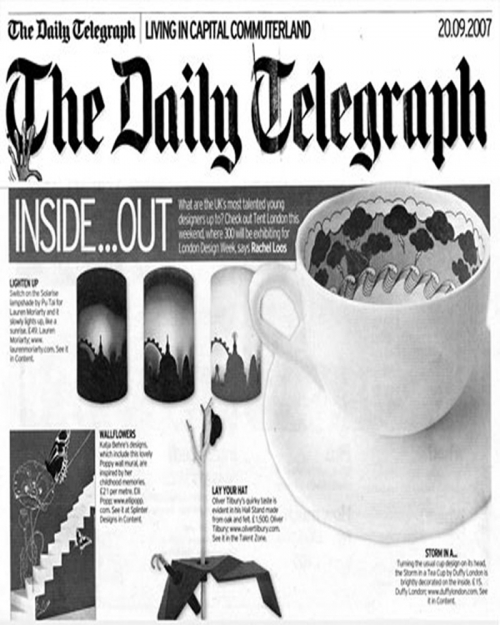 The Daily Telegraph LIVING IN CAPITAL COMMUTERLAND 20.09.2007
The Daily Telegraph
INSIDE...OUT
What are the UK's most talented young
designers up to? Check out Tent London this
weekend, where 300 will be exhibiting for
London Design Week, says Rachel Loos
LIGHTEN UP
Switch on the Solarise
lampshade by Pu Tai for
Lauren Moriarty and it
slowly lights up, like a
sunrise. £49. Lauren
Moriarty; www.
laurenmoriarty.com. See it
in Content.
WALLFLOWERS
Katja Behre's designs,
which include this lovely
Poppy wall mural, are
inspired by her
childhood memories.
£21 per metre.
com. See it at Splinter
Designs in Content.
LAY YOUR HAT
Oliver Tilbury's quirky taste is
evident in his Hat Stand made
from oak and felt. £1,500. Oliver
Tilbury; www.olivertilbury.com.
See it in the Talent Zone.
STORM IN A...
Turning the usual cup design on its head,
the Storm in a Tea Cup by Duffy London is
brightly decorated on the inside. £15.
Duffy London; www.duffylondon.com. See
it in Content.